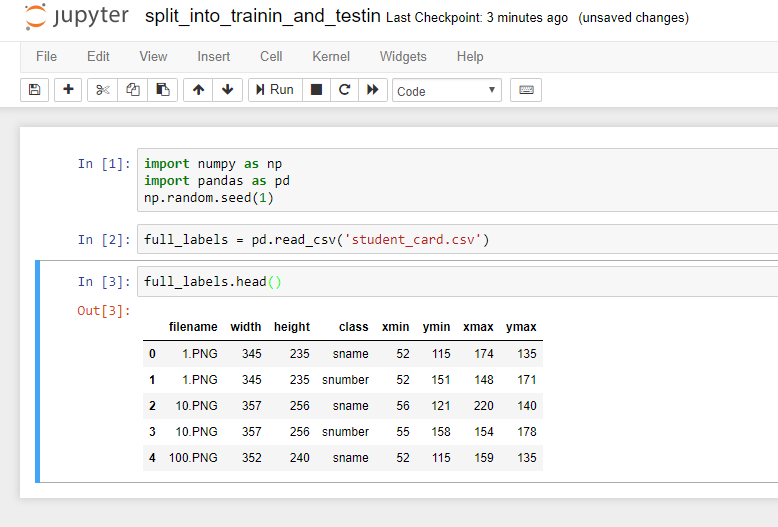 jupyter split_into_trainin_and_testin Last Checkpoint: 3 minutes ago (unsaved changes)
File Edit View Insert Cell Kernel Widgets Help
Run Code
In [1]: import numpy as np
import pandas as pd
np.random.seed(1)
In [2]: full_labels = pd.read_csv('student_card.csv')
In [3]: full_labels.head()
Out[3]:
filename width height class xmin ymin xmax ymax
0 1.PNG 345 235 sname 52 115 174 135
1 1.PNG 345 235 snumber 52 151 148 171
2 10.PNG 357 256 sname 56 121 220 140
3 10.PNG 357 256 snumber 55 158 154 178
4 100.PNG 352 240 sname 52 115 159 135